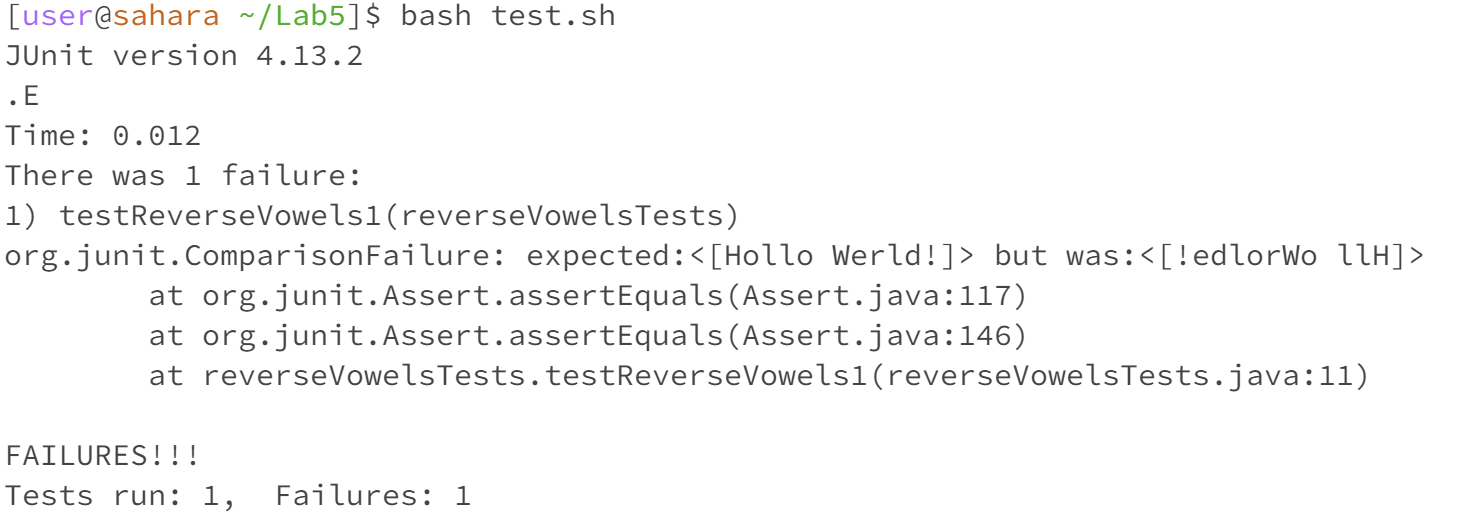 [user@sahara ~/Lab5]$ bash test.sh
JUnit version 4.13.2
.E
Time: 0.012
There was 1 failure:
1) testReverseVowels1(reverseVowelsTests)
org.junit.ComparisonFailure: expected:<[Hollo Werld!]> but was:<[!edlorWo llH]>
        at org.junit.Assert.assertEquals(Assert.java:117)
        at org.junit.Assert.assertEquals(Assert.java:146)
        at reverseVowelsTests.testReverseVowels1(reverseVowelsTests.java:11)

FAILURES!!!
Tests run: 1,  Failures: 1